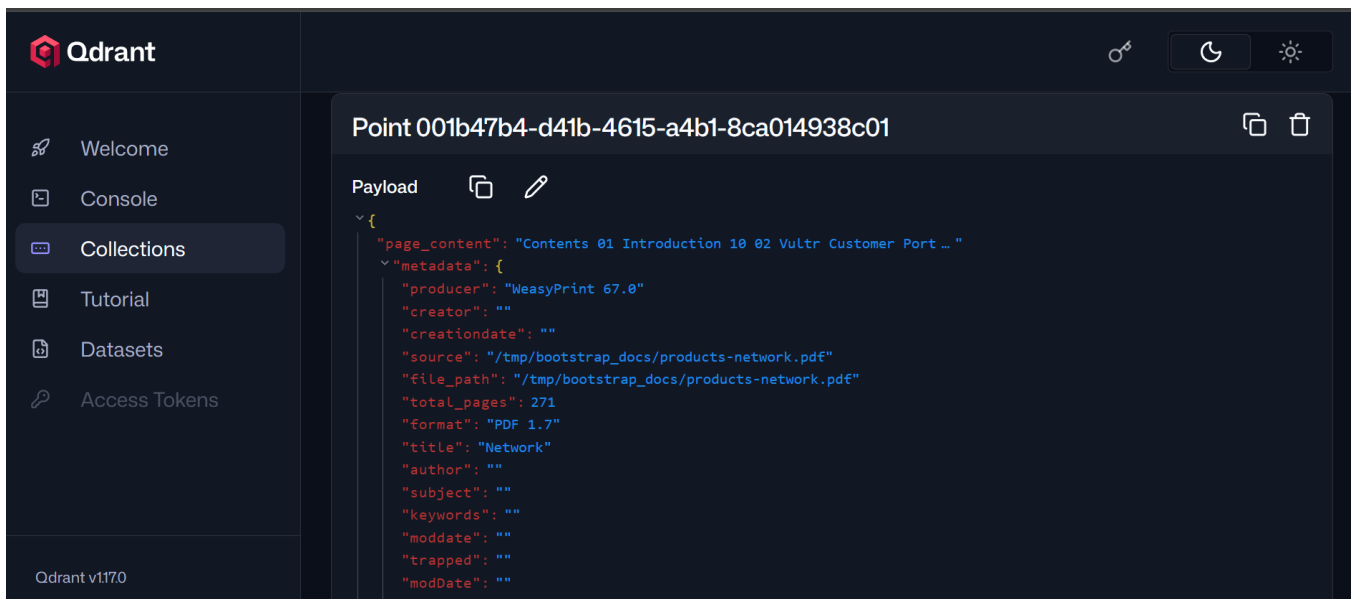 Qdrant
Welcome
Console
Collections
Tutorial
Datasets
Access Tokens
Qdrant v1.17.0
Point 001b47b4-d41b-4615-a4b1-8ca014938c01
Payload
{
"page_content": "Contents 01 Introduction 10 02 Vultr Customer Port … "
"metadata": {
"producer": "WeasyPrint 67.0"
"creator": ""
"creationdate": ""
"source": "/tmp/bootstrap_docs/products-network.pdf"
"file_path": "/tmp/bootstrap_docs/products-network.pdf"
"total_pages": 271
"format": "PDF 1.7"
"title": "Network"
"author": ""
"subject": ""
"keywords": ""
"moddate": ""
"trapped": ""
"modDate": ""